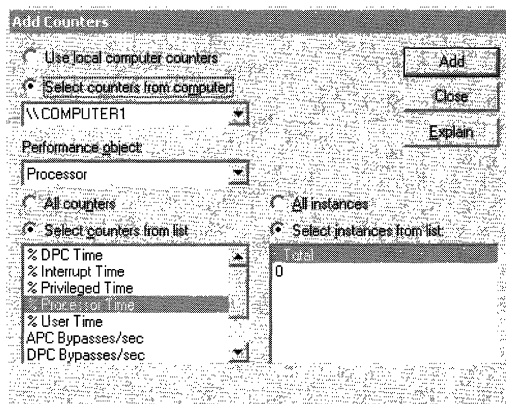 Add Counters
Use local computer counters
Select counters from computer:
\\COMPUTER1
Performance object:
Processor
All counters
Select counters from list
% DPC Time
% Interrupt Time
% Privileged Time
% Processor Time
% User Time
APC Bypasses/sec
DPC Bypasses/sec
All instances
Select instances from list:
_Total
0
Add
Close
Explain